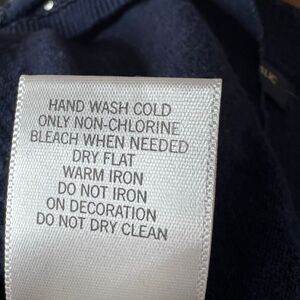 HAND WASH COLD
ONLY NON-CHLORINE
BLEACH WHEN NEEDED
DRY FLAT
WARM IRON
DO NOT IRON
ON DECORATION
DO NOT DRY CLEAN